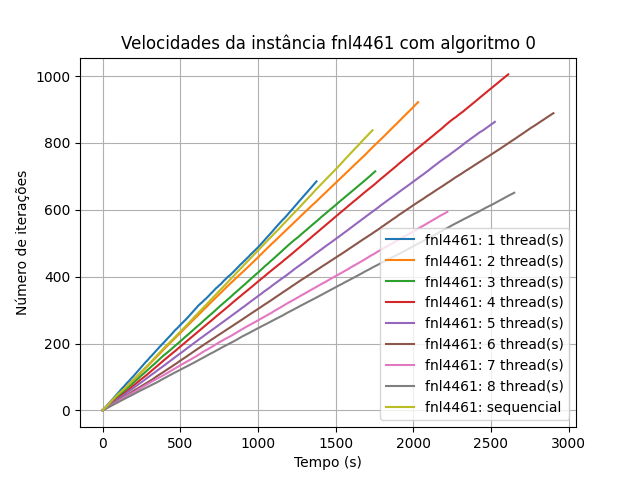 Velocidades da instância fnl4461 com algoritmo 0
Número de iterações
1000
800
600
400
200
0
fnl4461: 1 thread(s)
fnl4461: 2 thread(s)
fnl4461: 3 thread(s)
fnl4461: 4 thread(s)
fnl4461: 5 thread(s)
fnl4461: 6 thread(s)
fnl4461: 7 thread(s)
fnl4461: 8 thread(s)
fnl4461: sequencial
0 500 1000 1500 2000 2500 3000
Tempo (s)